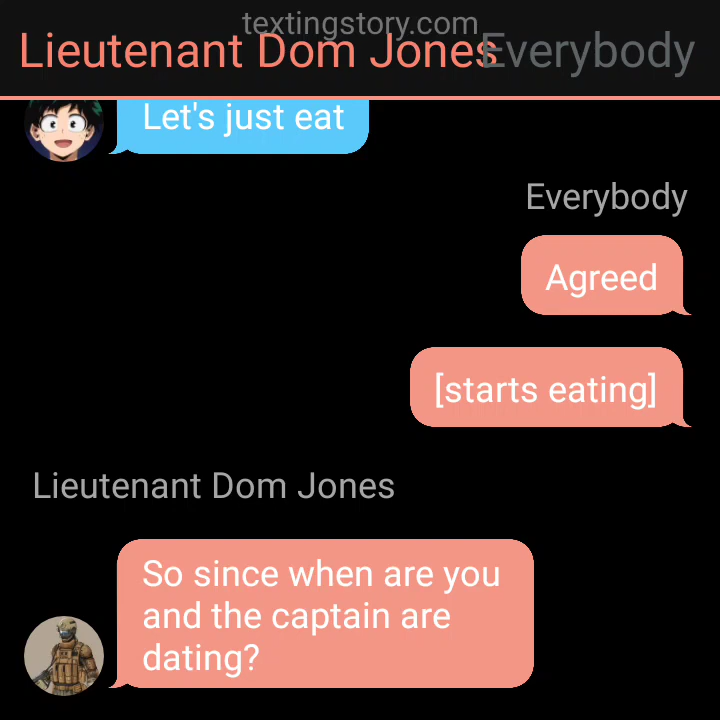 textingstory.com
Lieutenant Dom Jones
Everybody
Let's just eat
Everybody
Agreed
[starts eating]
Lieutenant Dom Jones
So since when are you
and the captain are
dating?